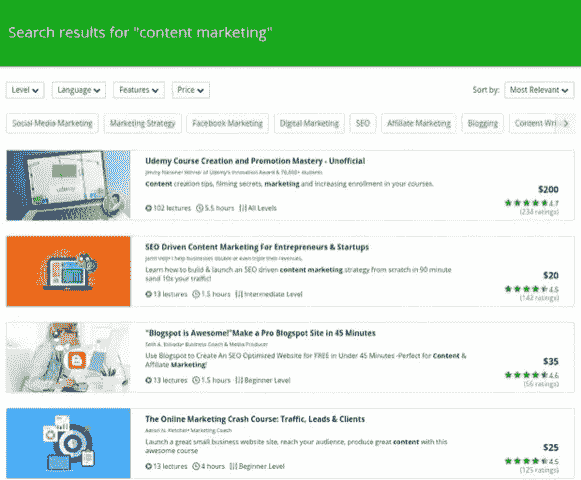 Search results for "content marketing"
Level Language Features Price Sort by: Most Relevant
Social Media Marketing Marketing Strategy Facebook Marketing Digital Marketing SEO Affiliate Marketing Blogging Content Wri
Udemy Course Creation and Promotion Mastery - Unofficial
Winner of Udemy's Innovation Award & 70,000+ students
Content creation tips, filming secrets, marketing and increasing enrollment in your courses.
$200
4.7
(234 ratings)
102 lectures 5.5 hours All Levels
udemy
SEO Driven Content Marketing For Entrepreneurs & Startups
help businesses double or even triple their revenues.
Learn how to build & launch an SEO driven content marketing strategy from scratch in 90 minute
sand 10x your traffic!
$20
4.5
(142 ratings)
13 lectures 1.5 hours Intermediate Level
"Blogspot is Awesome!"Make a Pro Blogspot Site in 45 Minutes
Seth A. Business Coach & Media Producer
Use Blogspot to Create An SEO Optimized Website for FREE in Under 45 Minutes -Perfect for Content &
Affiliate Marketing!
$35
4.6
(56 ratings)
13 lectures 1.5 hours Beginner Level
The Online Marketing Crash Course: Traffic, Leads & Clients
Marketing Coach
Launch a great small business website site, reach your audience, produce great content with this
awesome course
$25
4.5
(125 ratings)
13 lectures 4 hours Beginner Level